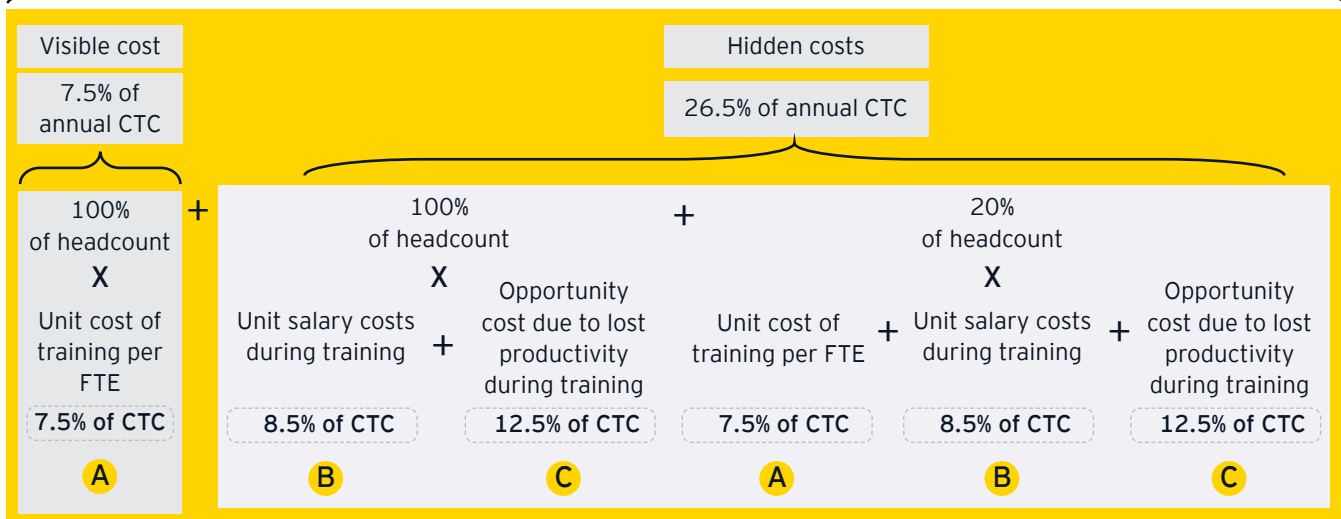 Visible cost
Hidden costs
7.5% of
annual CTC
26.5% of annual CTC
100%
of headcount
X
Unit cost of
training per
FTE
7.5% of CTC
A
+
100%
of headcount
X
Unit salary costs
during training
8.5% of CTC
B
+
Opportunity
cost due to lost
productivity
during training
12.5% of CTC
C
+
20%
of headcount
X
Unit cost of
training per FTE
7.5% of CTC
A
+
Unit salary costs
during training
8.5% of CTC
B
+
Opportunity
cost due to lost
productivity
during training
12.5% of CTC
C